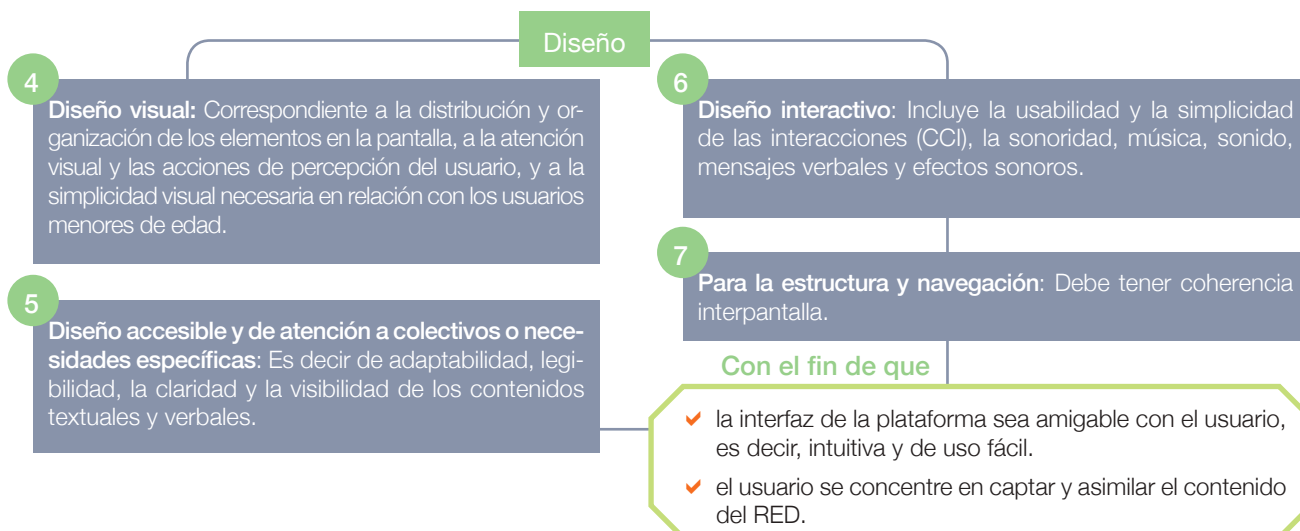 Diseño
4
Diseño visual: Correspondiente a la distribución y or-
ganización de los elementos en la pantalla, a la atención
visual y las acciones de percepción del usuario, y a la
simplicidad visual necesaria en relación con los usuarios
menores de edad.
5
Diseño accesible y de atención a colectivos o nece-
sidades específicas: Es decir de adaptabilidad, legi-
bilidad, la claridad y la visibilidad de los contenidos
textuales y verbales.
6
Diseño interactivo: Incluye la usabilidad y la simplicidad
de las interacciones (CCI), la sonoridad, música, sonido,
mensajes verbales y efectos sonoros.
7
Para la estructura y navegación: Debe tener coherencia
interpantalla.
Con el fin de que
la interfaz de la plataforma sea amigable con el usuario,
es decir, intuitiva y de uso fácil.
el usuario se concentre en captar y asimilar el contenido
del RED.